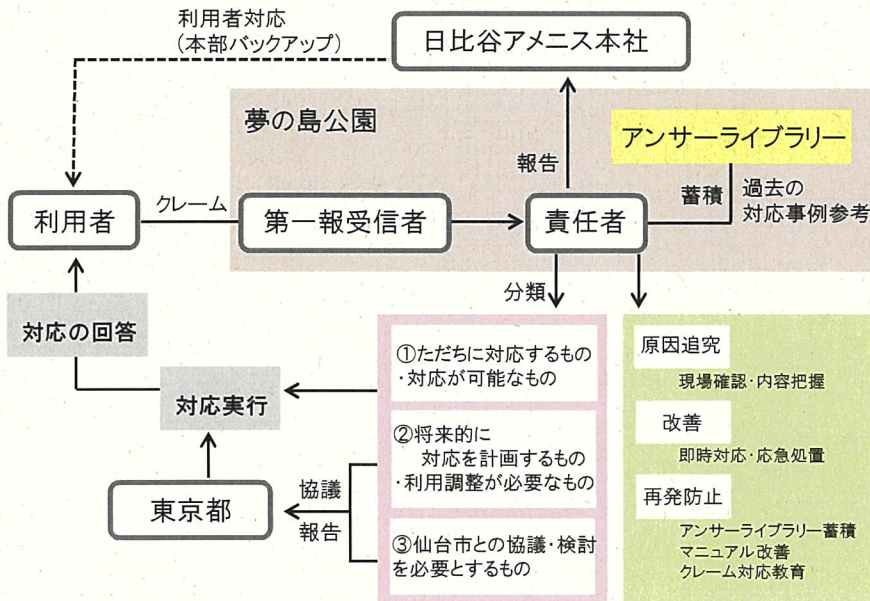 利用者対応
（本部バックアップ）
日比谷アメニス本社
夢の島公園
アンサーライブラリー
報告
蓄積
過去の
対応事例参考
利用者
クレーム
第一報受信者
責任者
分類
対応の回答
①ただちに対応するもの
・対応が可能なもの
原因追究
現場確認・内容把握
対応実行
②将来的に
対応を計画するもの
・利用調整が必要なもの
改善
即時対応・応急処置
東京都
協議
報告
再発防止
③仙台市との協議・検討
を必要とするもの
アンサーライブラリー蓄積
マニュアル改善
クレーム対応教育